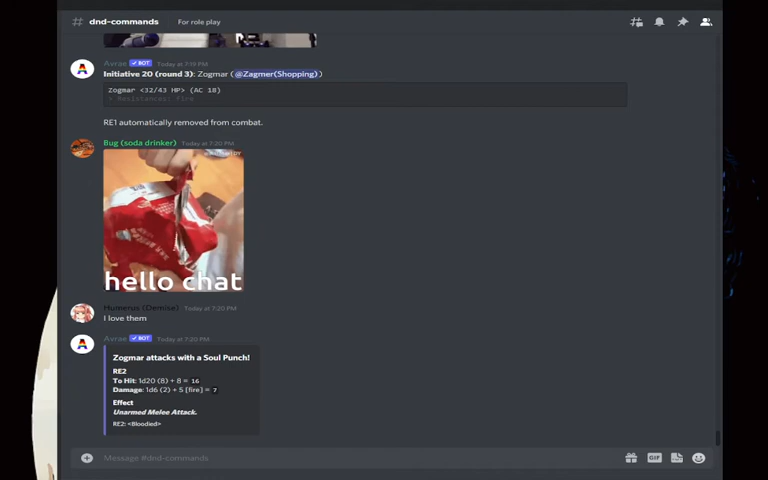 dnd-commands For role play
Avrae BOT Today at 7:19 PM
Initiative 20 (round 3): Zogmar (@Zagmer(Shopping))
Zogmar <32/43 HP> (AC 18)
> Resistances: fire
RE1 automatically removed from combat.
Bug (soda drinker) Today at 7:20 PM
hello chat
Humerus (Demise) Today at 7:20 PM
I love them
Avrae BOT Today at 7:20 PM
Zogmar attacks with a Soul Punch!
RE2
To Hit: 1d20 (8) + 8 = 16
Damage: 1d6 (2) + 5 [fire] = 7
Effect
Unarmed Melee Attack.
RE2: <Bloodied>
Message #dnd-commands
GIF